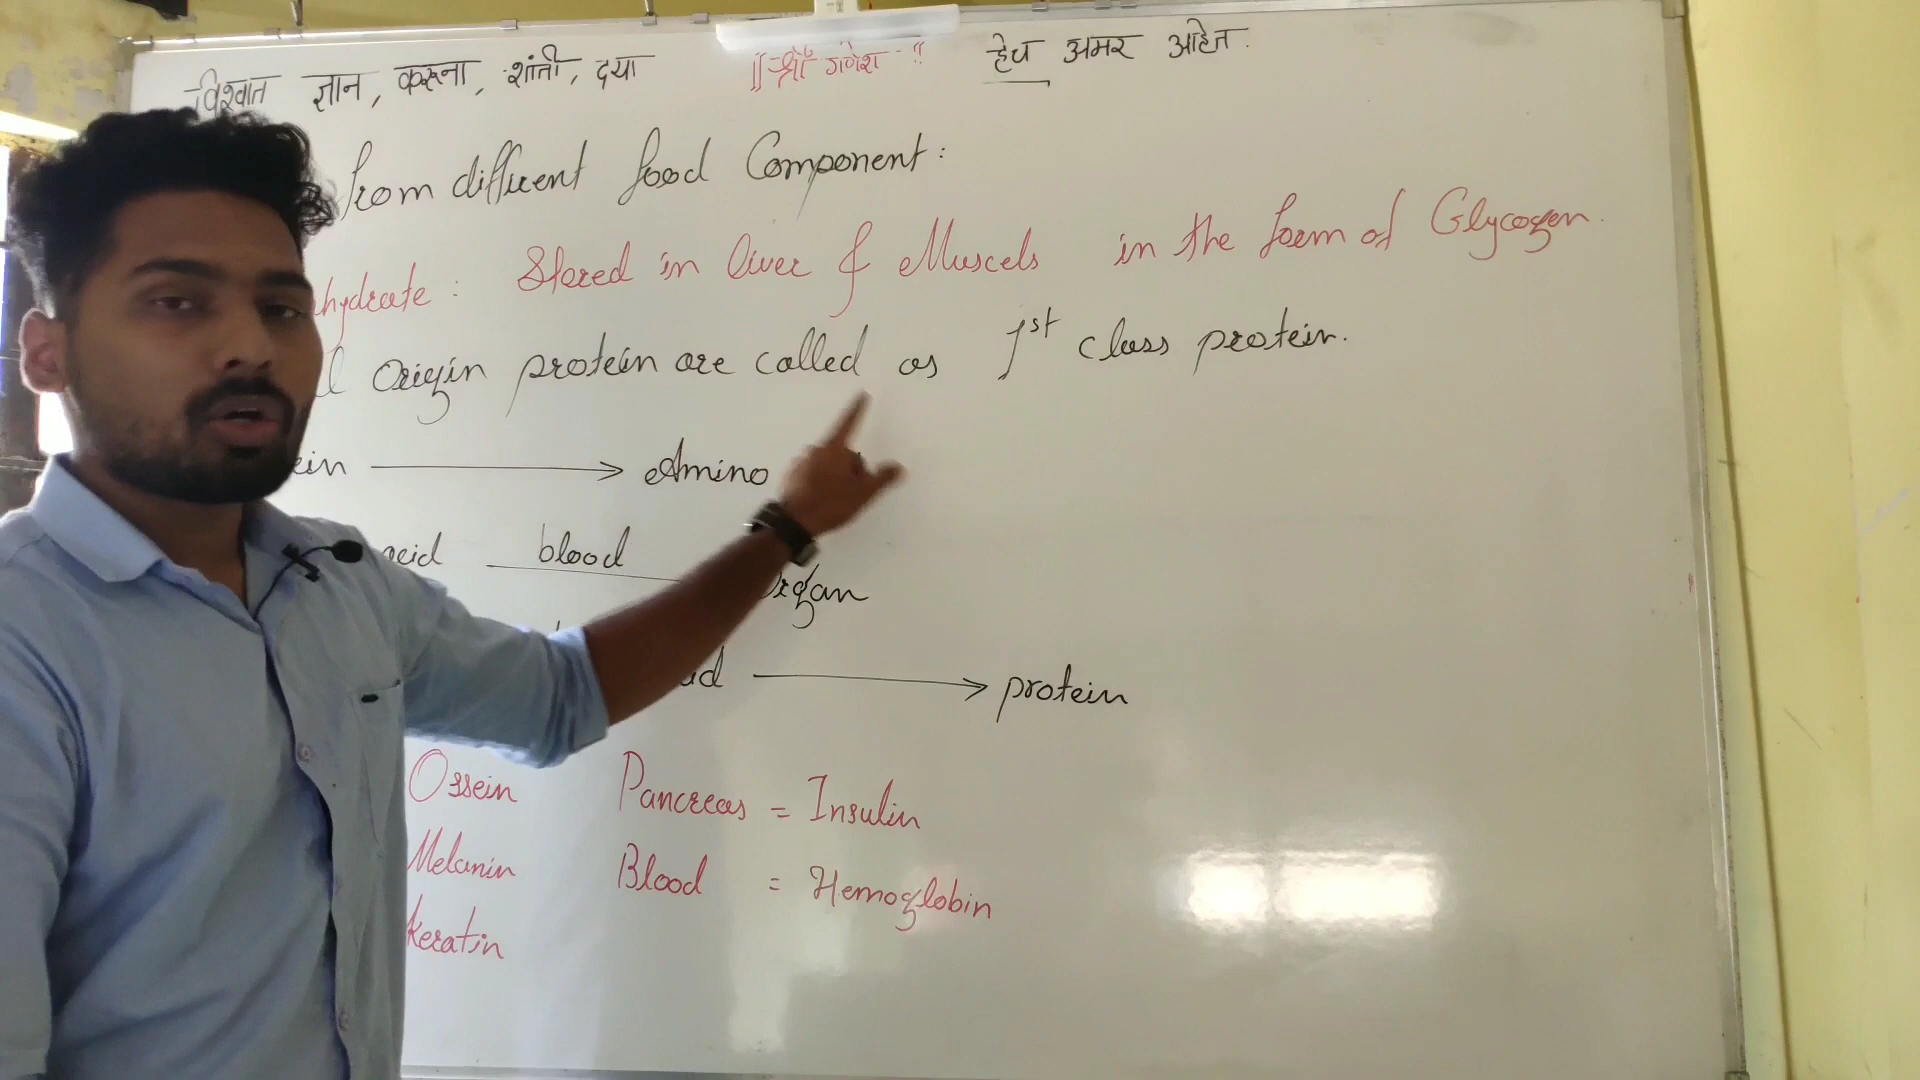 विश्वात ज्ञान, करूना, शांती, दया ॥ श्री गणेश ॥ हेच अमर आहेत.
from different food Component:
hydrate: Stored in liver & Muscels in the form of Glycogen.
l Origin protein are called as 1st class protein.
ein → Amino
acid blood Organ
protein
Ossein Pancreas = Insulin
Melanin Blood = Hemoglobin
keratin